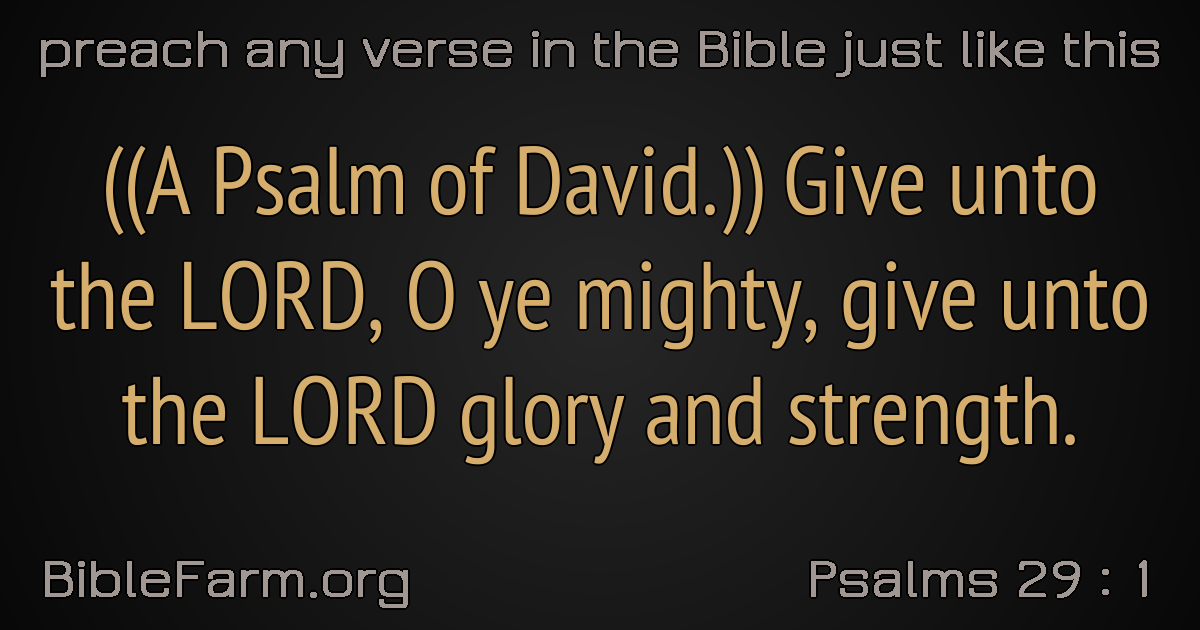 preach any verse in the Bible just like this
((A Psalm of David.)) Give unto
the LORD, O ye mighty, give unto
the LORD glory and strength.
BibleFarm.org
Psalms 29 : 1